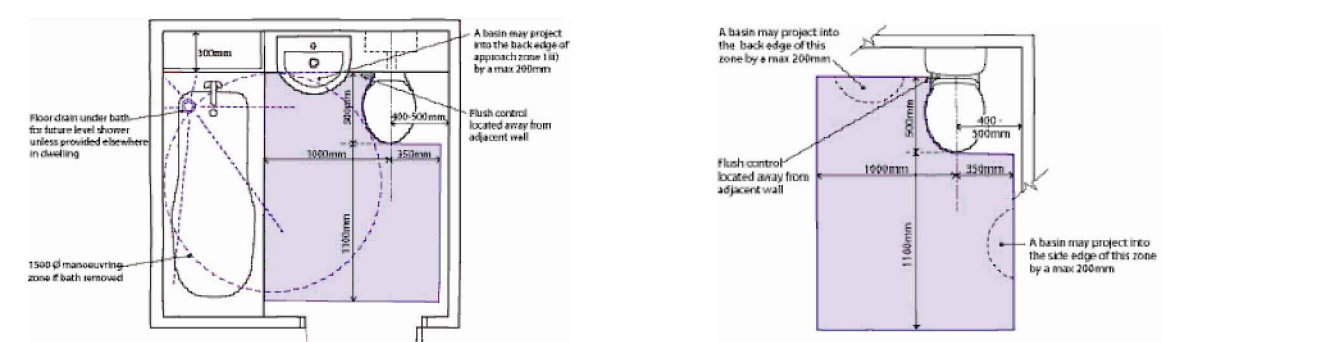 300mm
A basin may project
into the back edge of
approach zone 1iii)
by a max 200mm
Floor drain under bath
for future level shower
unless provided elsewhere
in dwelling
500mm
400-500mm
Flush control
located away from
adjacent wall
1000mm
350mm
1100mm
1500 Ø manoeuvring
zone if bath removed
A basin may project into
the back edge of this
zone by a max 200mm
500mm
400 -
500mm
Flush control
located away from
adjacent wall
1000mm
350mm
1100mm
A basin may project into
the side edge of this zone
by a max 200mm